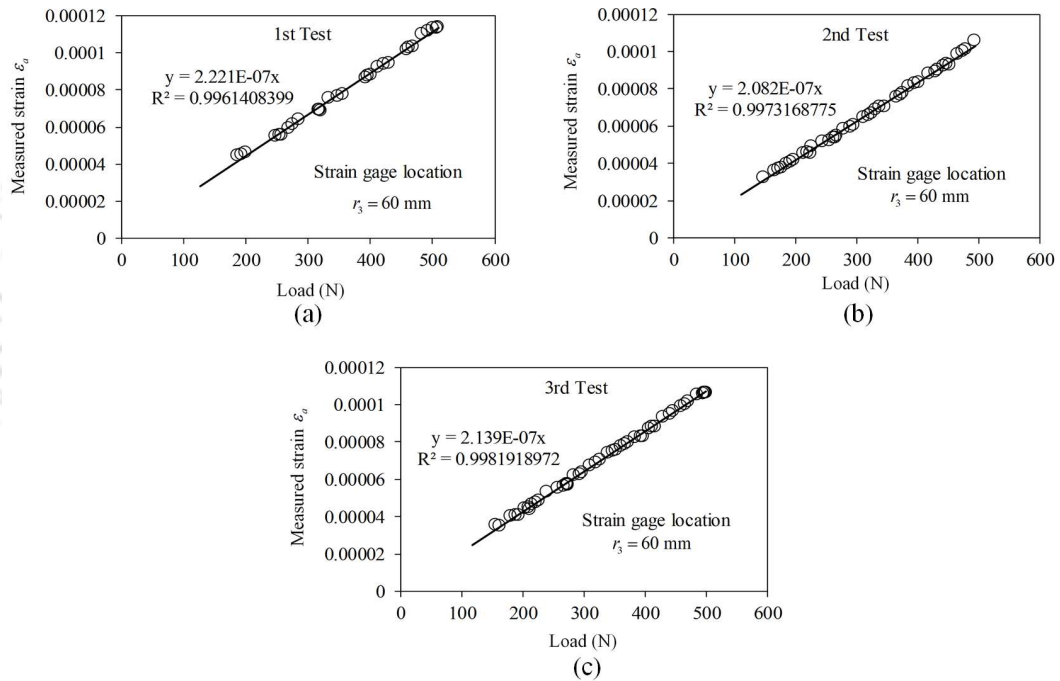 0.00012
0.0001
0.00008
0.00006
0.00004
0.00002
0
Measured strain εa
1st Test
y = 2.221E-07x
R² = 0.9961408399
Strain gage location
r3 = 60 mm
0 100 200 300 400 500 600
Load (N)
(a)
0.00012
0.0001
0.00008
0.00006
0.00004
0.00002
0
Measured strain εa
2nd Test
y = 2.082E-07x
R² = 0.9973168775
Strain gage location
r3 = 60 mm
0 100 200 300 400 500 600
Load (N)
(b)
0.00012
0.0001
0.00008
0.00006
0.00004
0.00002
0
Measured strain εa
3rd Test
y = 2.139E-07x
R² = 0.9981918972
Strain gage location
r3 = 60 mm
0 100 200 300 400 500 600
Load (N)
(c)